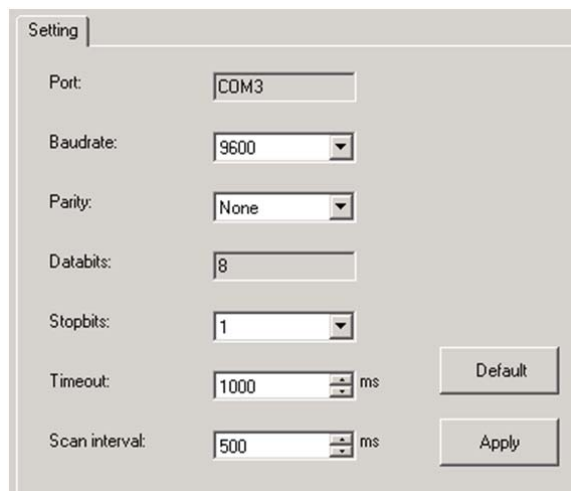 Setting
Port: COM3
Baudrate: 9600
Parity: None
Databits: 8
Stopbits: 1
Timeout: 1000 ms
Default
Scan interval: 500 ms
Apply